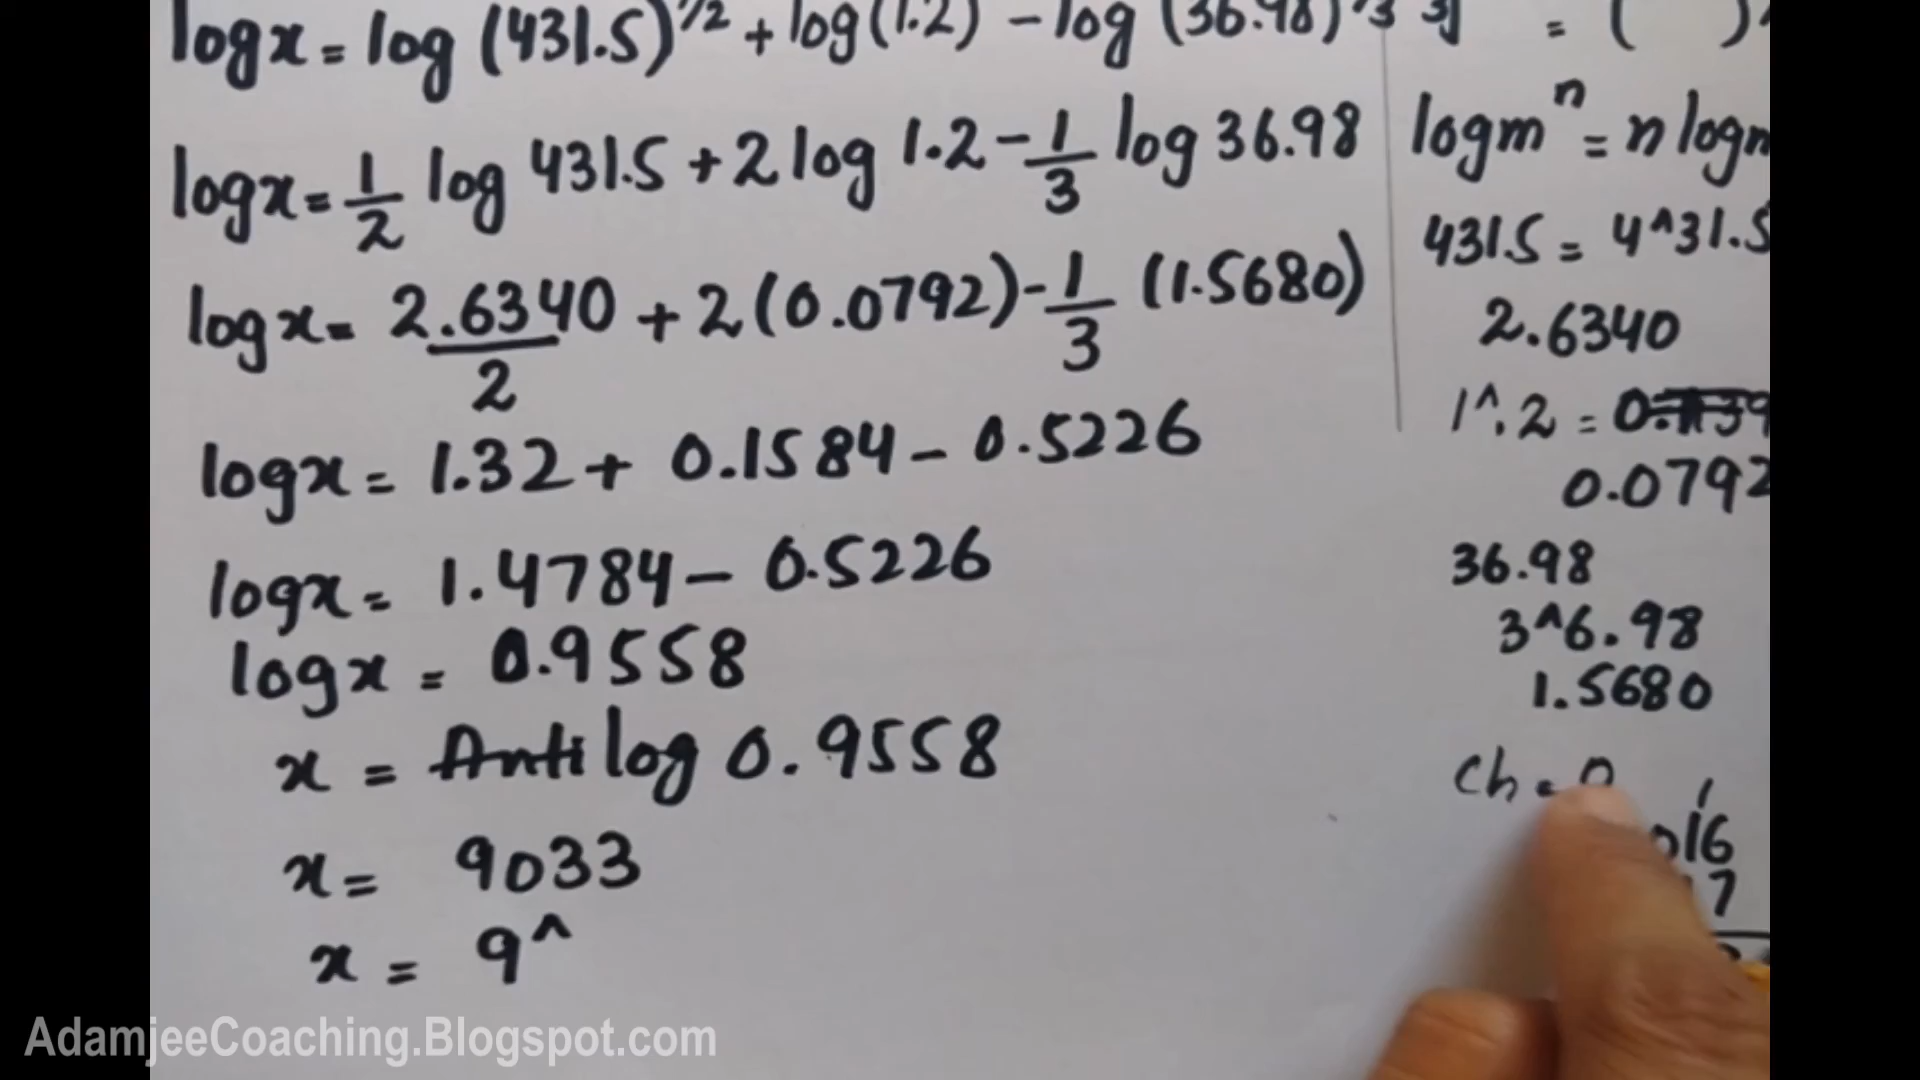 logx = log (431.5)^1/2 + log (1.2) - log (36.98)^1/3
= ( )
logx = 1/2 log 431.5 + 2 log 1.2 - 1/3 log 36.98
logm^n = n log
logx = 2.6340/2 + 2(0.0792) - 1/3 (1.5680)
431.5 = 4^31.5
2.6340
1^.2 =
0.0792
logx = 1.32 + 0.1584 - 0.5226
logx = 1.4784 - 0.5226
36.98
3^6.98
1.5680
logx = 0.9558
x = Antilog 0.9558
Ch = 0
x = 9033
x = 9^
AdamjeeCoaching.Blogspot.com